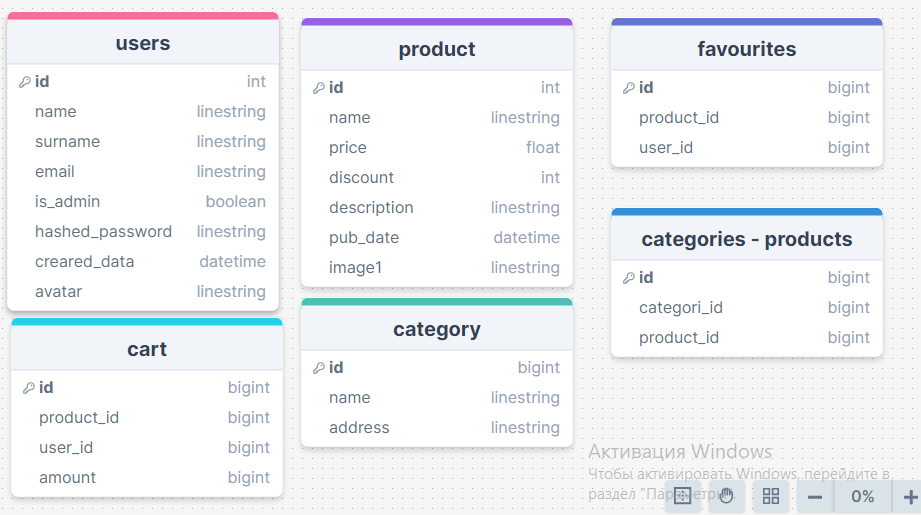 users
id int
name linestring
surname linestring
email linestring
is_admin boolean
hashed_password linestring
creared_data datetime
avatar linestring
cart
id bigint
product_id bigint
user_id bigint
amount bigint
product
id int
name linestring
price float
discount int
description linestring
pub_date datetime
image1 linestring
category
id bigint
name linestring
address linestring
favourites
id bigint
product_id bigint
user_id bigint
categories - products
id bigint
categori_id bigint
product_id bigint
Активация Windows
Чтобы активировать Windows, перейдите в
раздел "Параметры".
0%